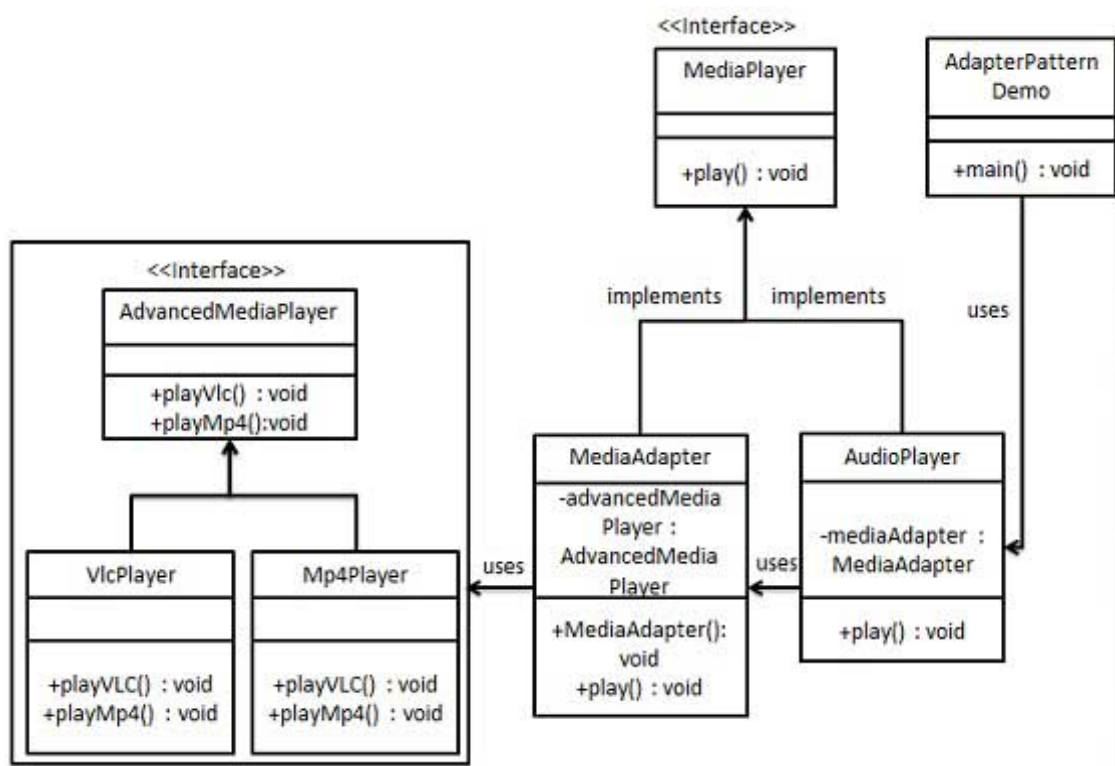 <<Interface>>
MediaPlayer
+play() : void
AdapterPattern
Demo
+main() : void
implements
implements
uses
<<Interface>>
AdvancedMediaPlayer
+playVlc() : void
+playMp4():void
VlcPlayer
+playVLC() : void
+playMp4() : void
Mp4Player
+playVLC() : void
+playMp4() : void
uses
MediaAdapter
-advancedMedia
Player :
AdvancedMedia
Player
+MediaAdapter():
void
+play() : void
uses
AudioPlayer
-mediaAdapter :
MediaAdapter
+play() : void